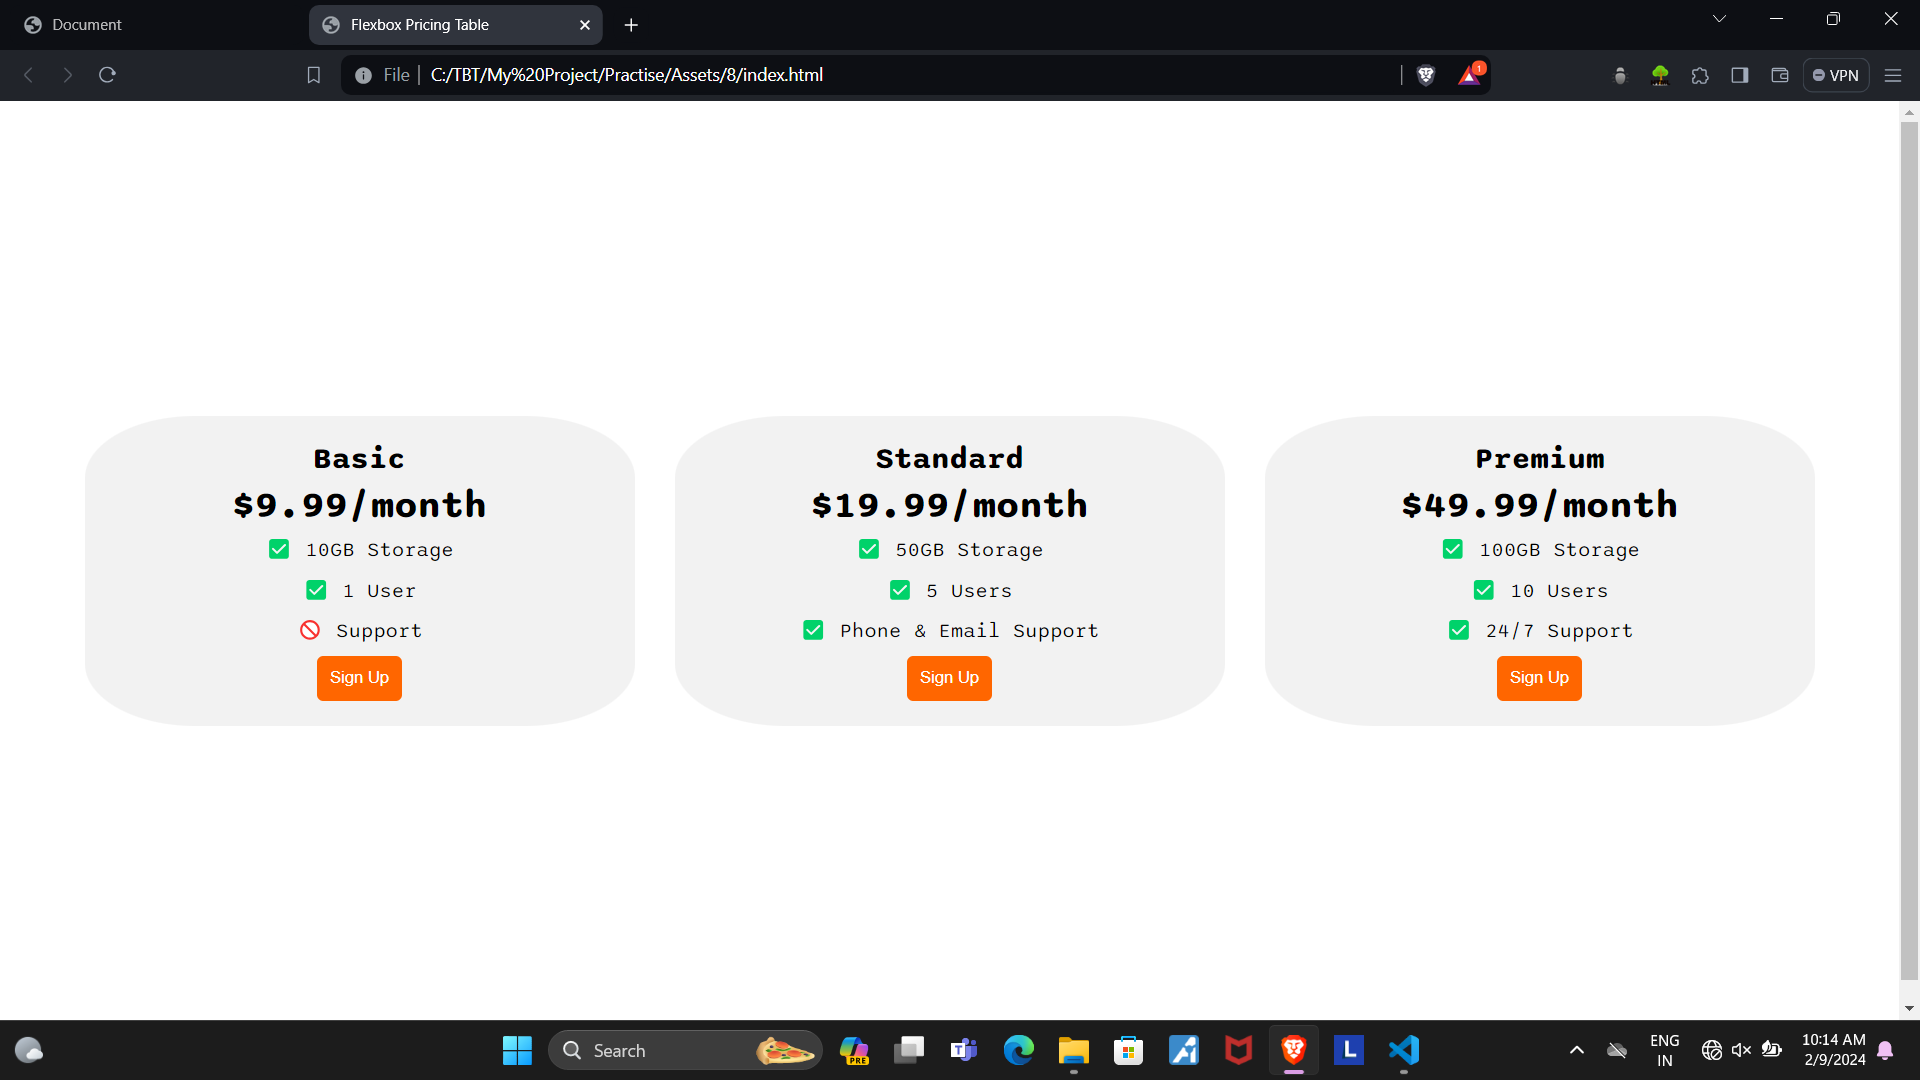 Document
Flexbox Pricing Table
File
C:/TBT/My%20Project/Practise/Assets/8/index.html
1
VPN
Basic
$9.99/month
✅ 10GB Storage
✅ 1 User
🚫 Support
Sign Up
Standard
$19.99/month
✅ 50GB Storage
✅ 5 Users
✅ Phone & Email Support
Sign Up
Premium
$49.99/month
✅ 100GB Storage
✅ 10 Users
✅ 24/7 Support
Sign Up
Search
PRE
T
L
ENG
IN
10:14 AM
2/9/2024